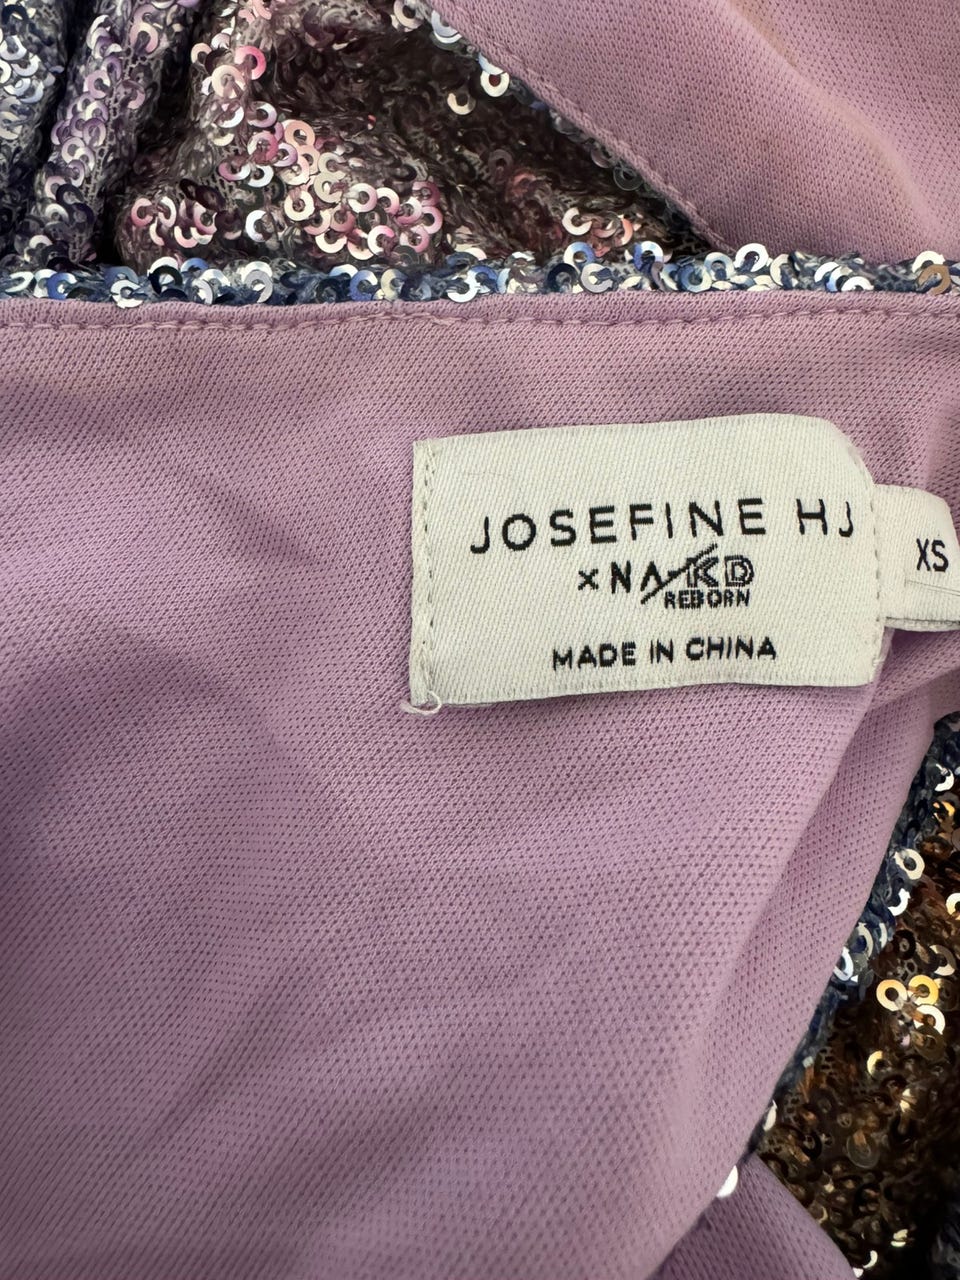 JOSEFINE HJ
× NA-KD
REBORN
MADE IN CHINA
XS